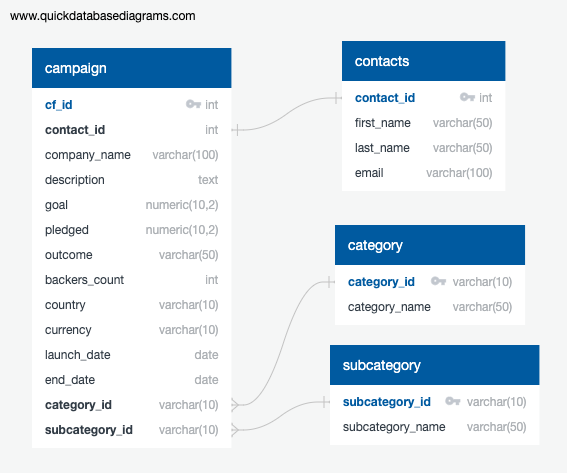 www.quickdatabasediagrams.com
campaign
cf_id int
contact_id int
company_name varchar(100)
description text
goal numeric(10,2)
pledged numeric(10,2)
outcome varchar(50)
backers_count int
country varchar(10)
currency varchar(10)
launch_date date
end_date date
category_id varchar(10)
subcategory_id varchar(10)
contacts
contact_id int
first_name varchar(50)
last_name varchar(50)
email varchar(100)
category
category_id varchar(10)
category_name varchar(50)
subcategory
subcategory_id varchar(10)
subcategory_name varchar(50)